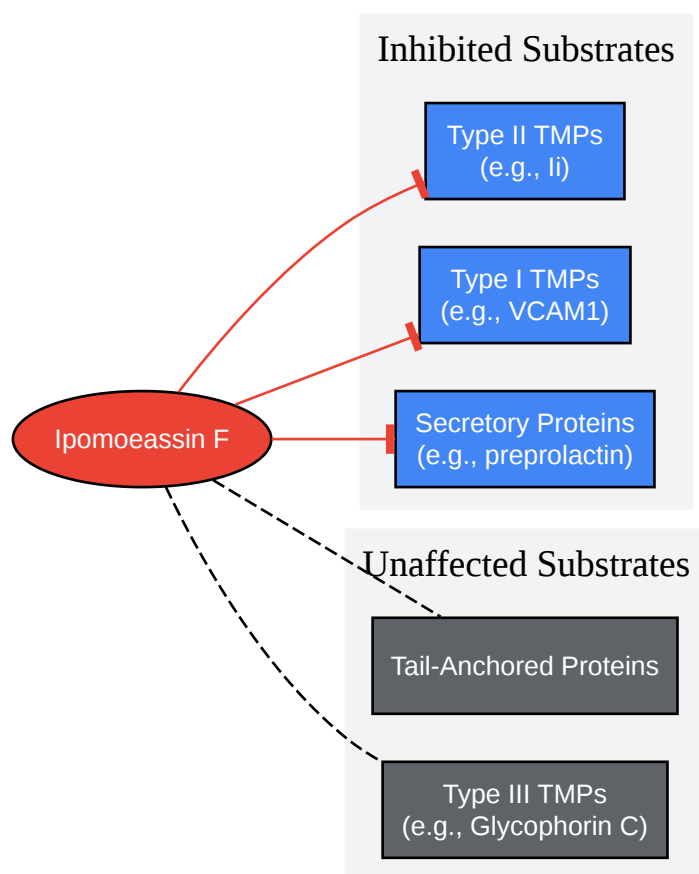 Inhibited Substrates
Type II TMPs
(e.g., Ii)
Type I TMPs
(e.g., VCAM1)
Secretory Proteins
(e.g., preprolactin)
Ipomoeassin F
Unaffected Substrates
Tail-Anchored Proteins
Type III TMPs
(e.g., Glycophorin C)